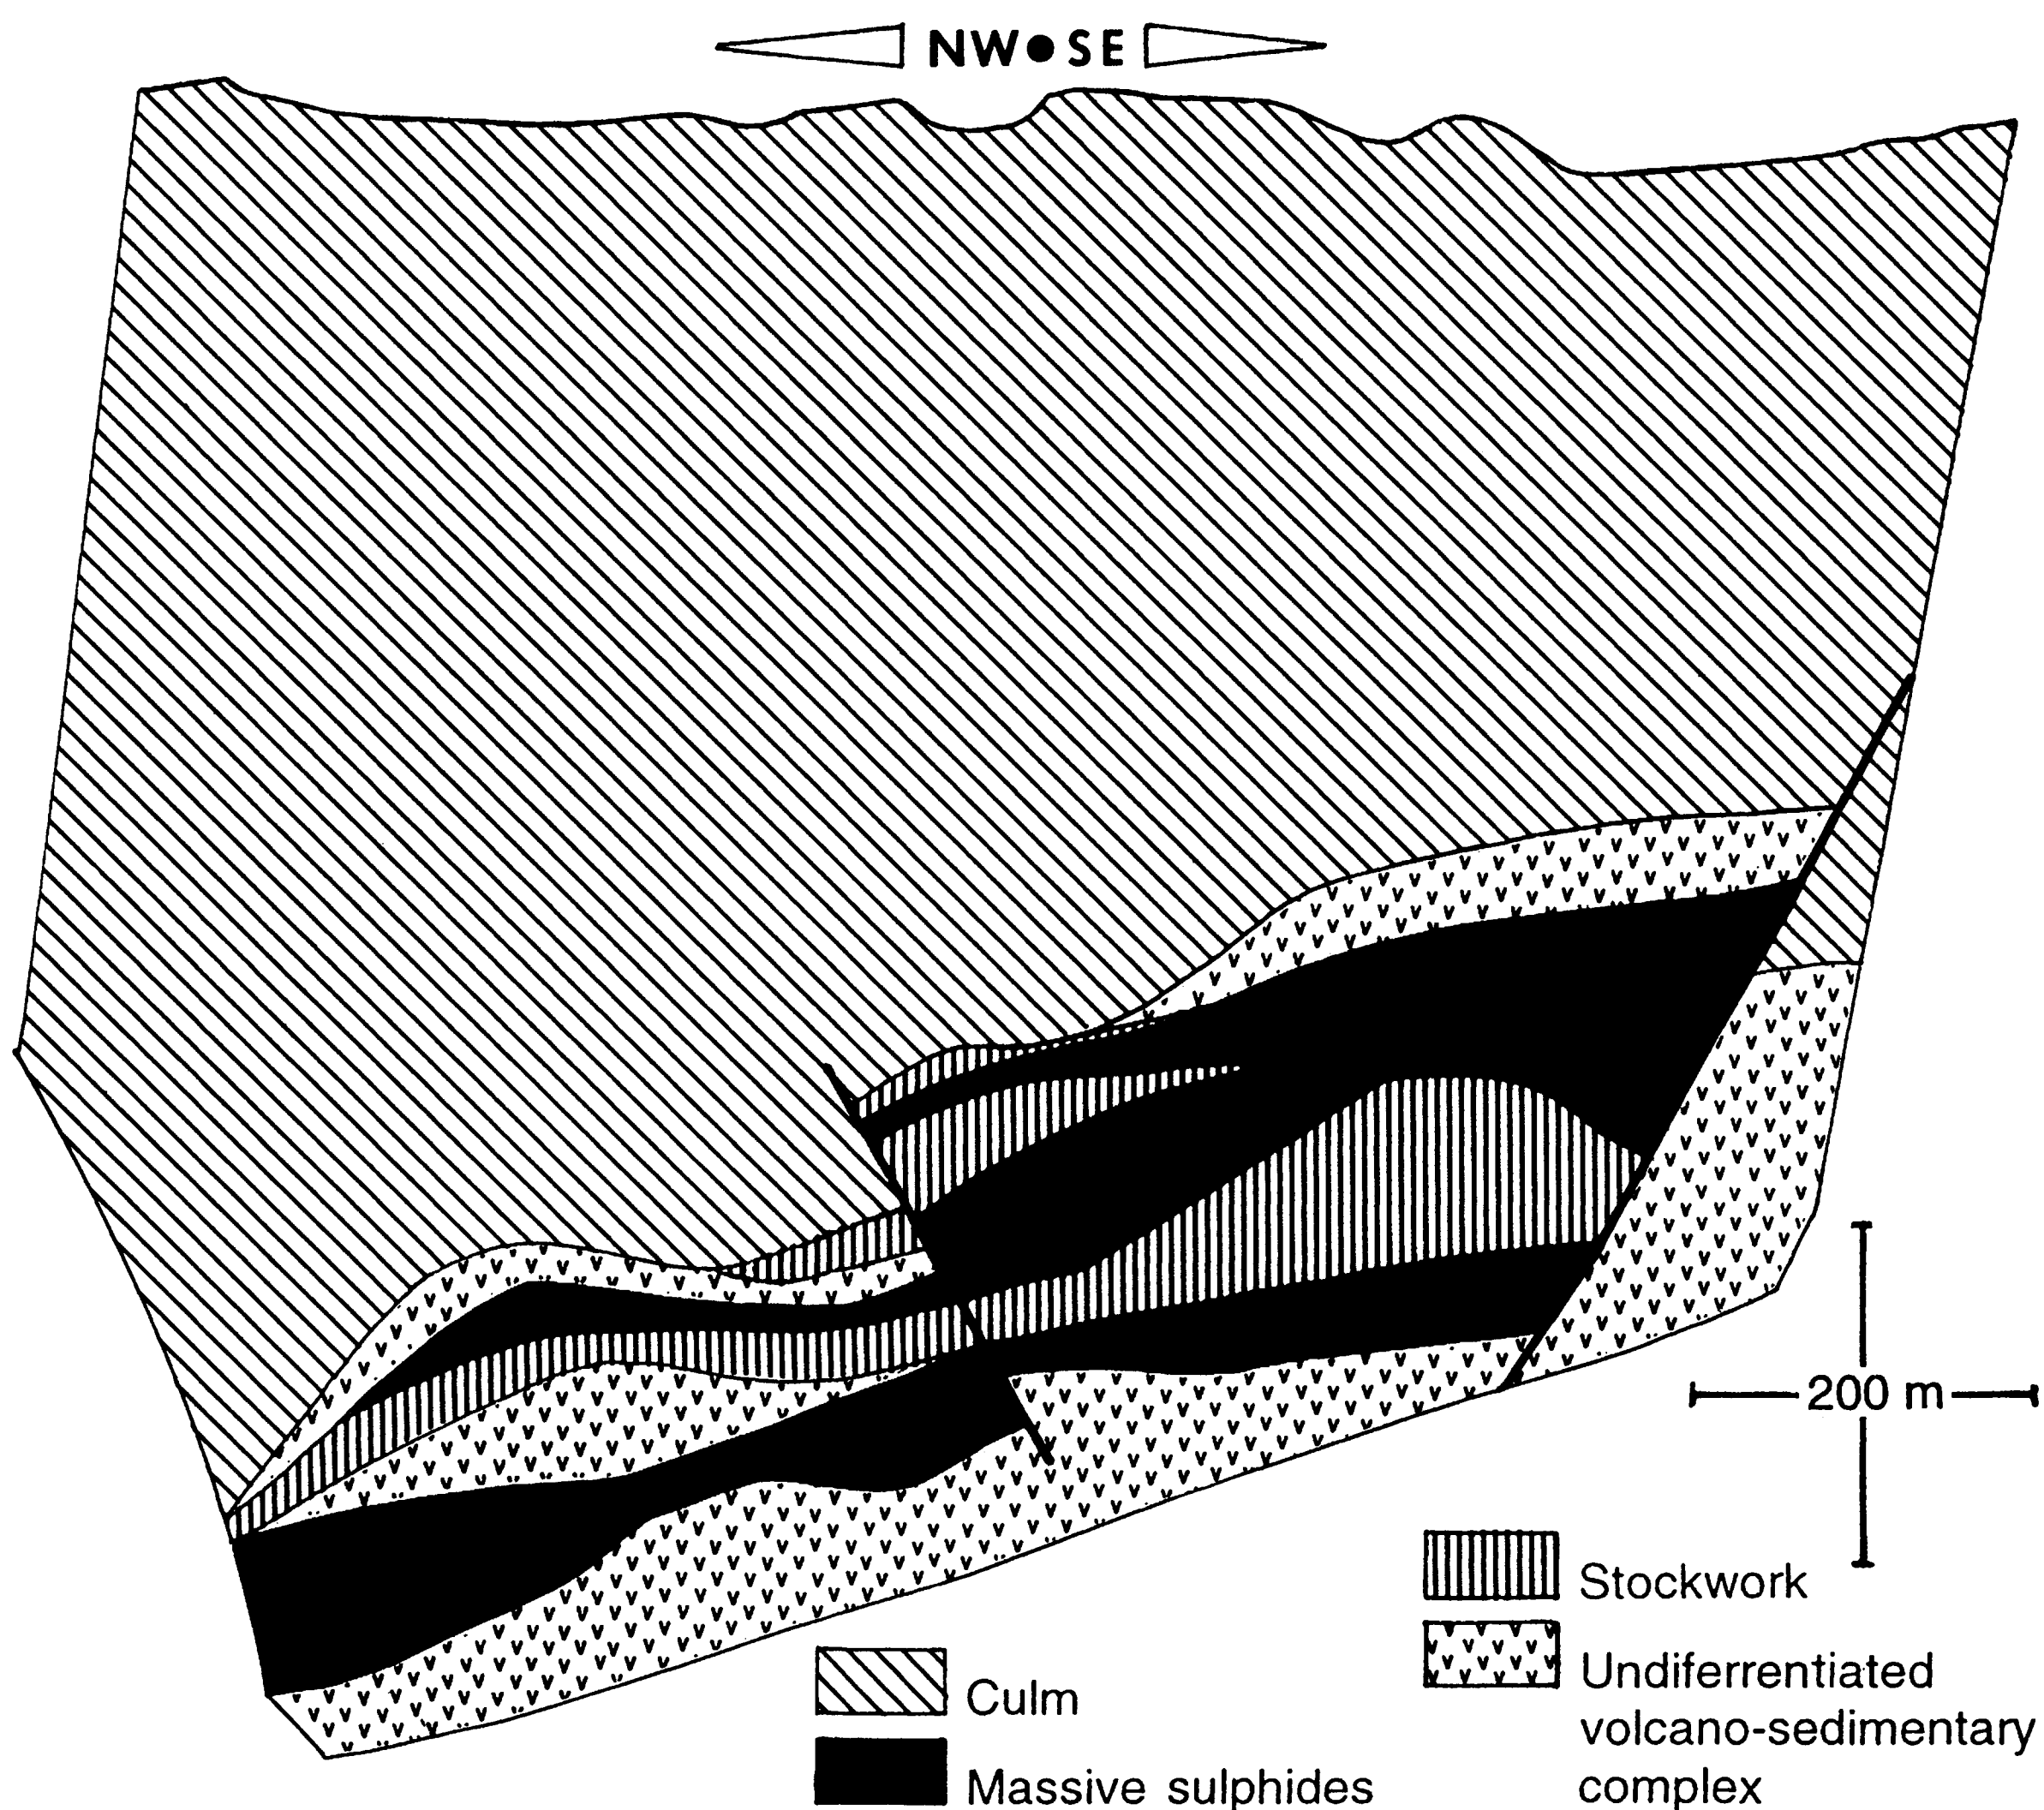 NW●SE
200 m
Stockwork
Undiferrentiated
volcano-sedimentary
complex
Culm
Massive sulphides